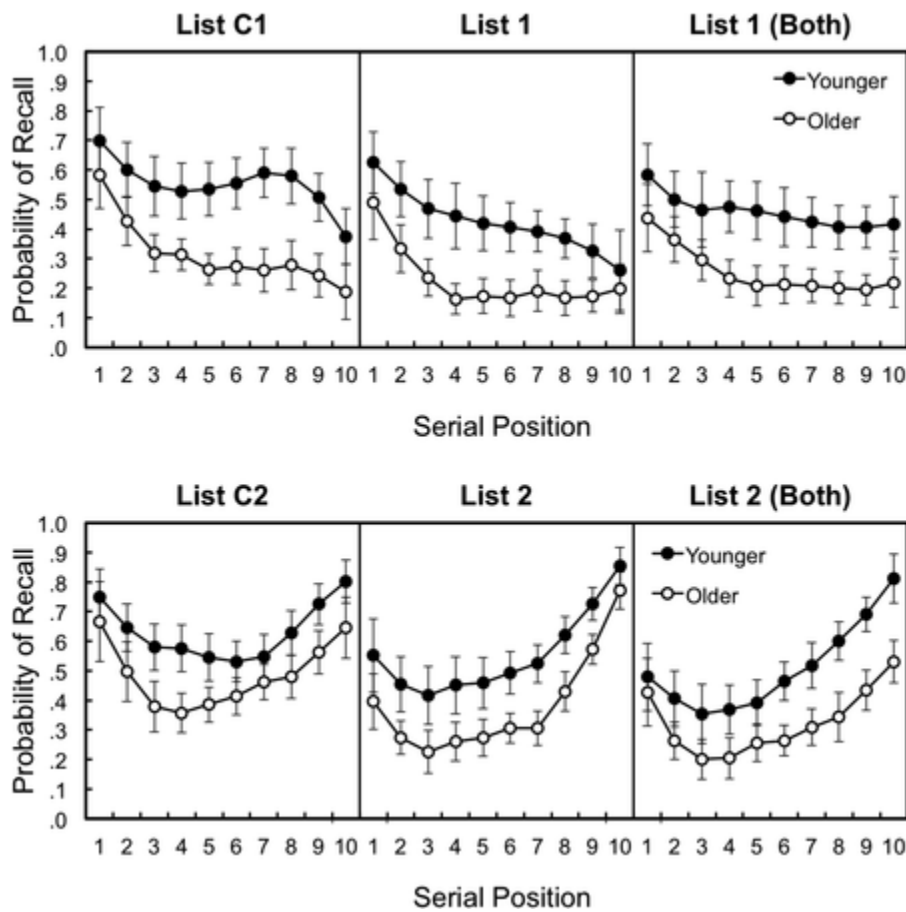 List C1 List 1 List 1 (Both)
Probability of Recall
1.0
.9
.8
.7
.6
.5
.4
.3
.2
.1
.0
Younger
Older
1 2 3 4 5 6 7 8 9 10 1 2 3 4 5 6 7 8 9 10 1 2 3 4 5 6 7 8 9 10
Serial Position
List C2 List 2 List 2 (Both)
Probability of Recall
1.0
.9
.8
.7
.6
.5
.4
.3
.2
.1
.0
Younger
Older
1 2 3 4 5 6 7 8 9 10 1 2 3 4 5 6 7 8 9 10 1 2 3 4 5 6 7 8 9 10
Serial Position